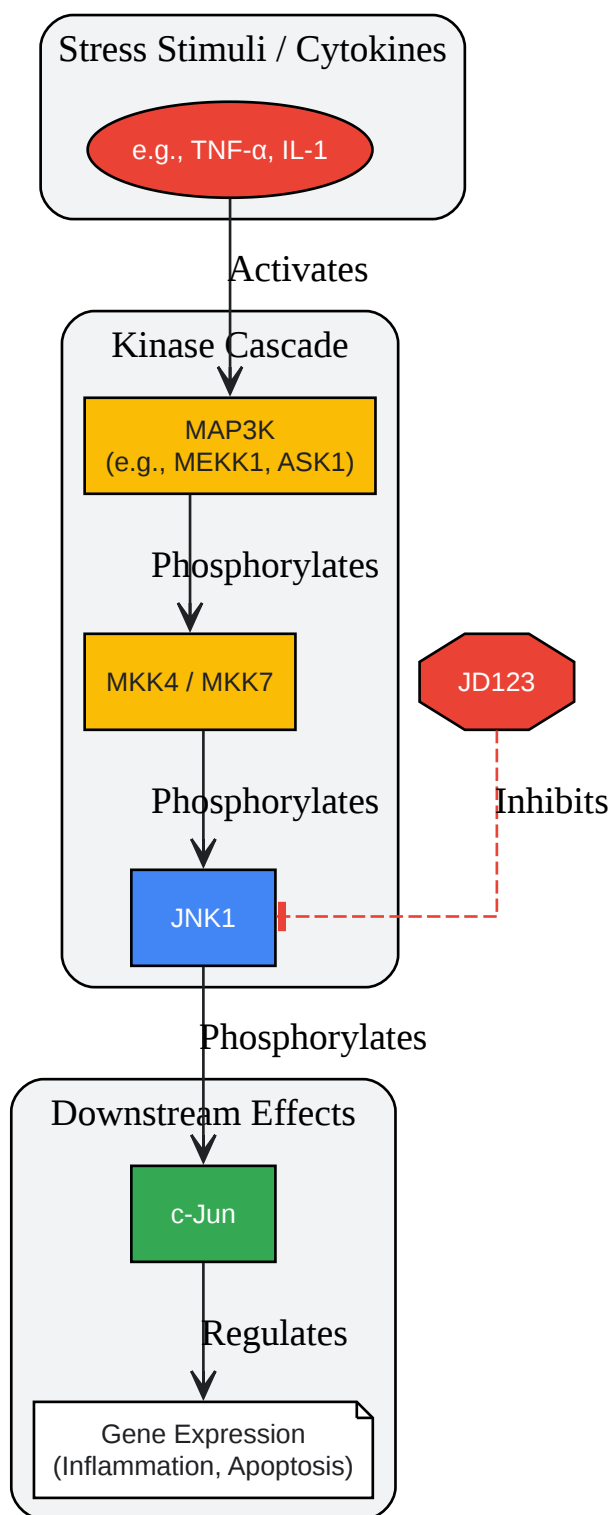 Stress Stimuli / Cytokines
e.g., TNF-α, IL-1
Activates
Kinase Cascade
MAP3K
(e.g., MEKK1, ASK1)
Phosphorylates
MKK4 / MKK7
JD123
Phosphorylates
Inhibits
JNK1
Phosphorylates
Downstream Effects
c-Jun
Regulates
Gene Expression
(Inflammation, Apoptosis)